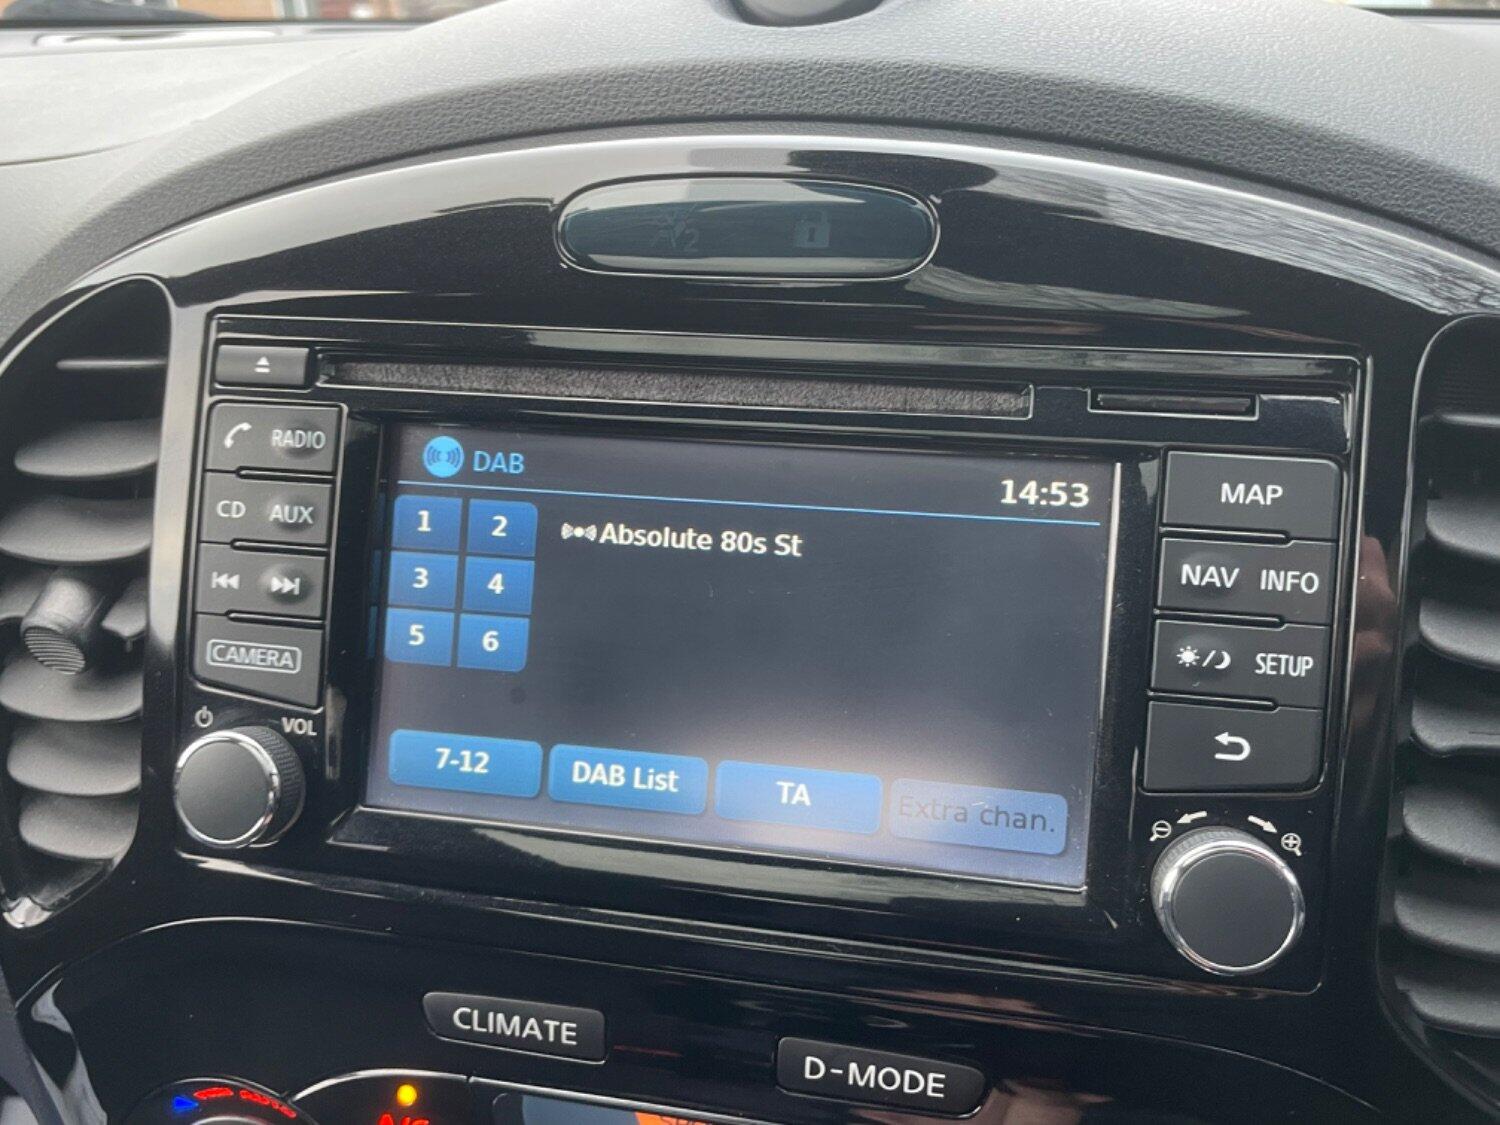 RADIO
CD AUX
CAMERA
VOL
DAB
14:53
1 2
3 4
5 6
Absolute 80s St
7-12 DAB List TA Extra chan.
MAP
NAV INFO
SETUP
CLIMATE
D-MODE
A/C